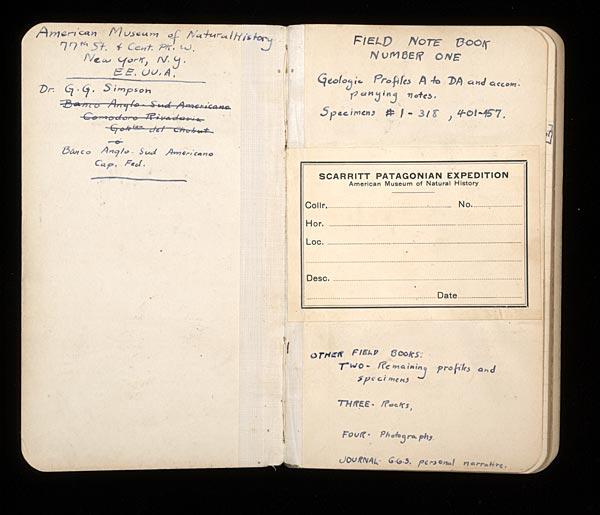 American Museum of Natural History
77th St. & Cent. Pk. W.
New York, N.Y.
EE. UU. A.
Dr. G. G. Simpson
Banco Anglo-Sud Americano
Comodoro Rivadavia
Gob. del Chubut
Banco Anglo-Sud Americano
Cap. Fed.
FIELD NOTE BOOK
NUMBER ONE
Geologic Profiles A to DA and accom-
panying notes.
Specimens # 1 - 318, 401-457.
SCARRITT PATAGONIAN EXPEDITION
American Museum of Natural History
Collr. No.
Hor.
Loc.
Desc.
Date
OTHER FIELD BOOKS:
TWO - Remaining profiles and
specimens
THREE - Rocks,
FOUR - Photographs
JOURNAL - G.G.S. personal narrative.